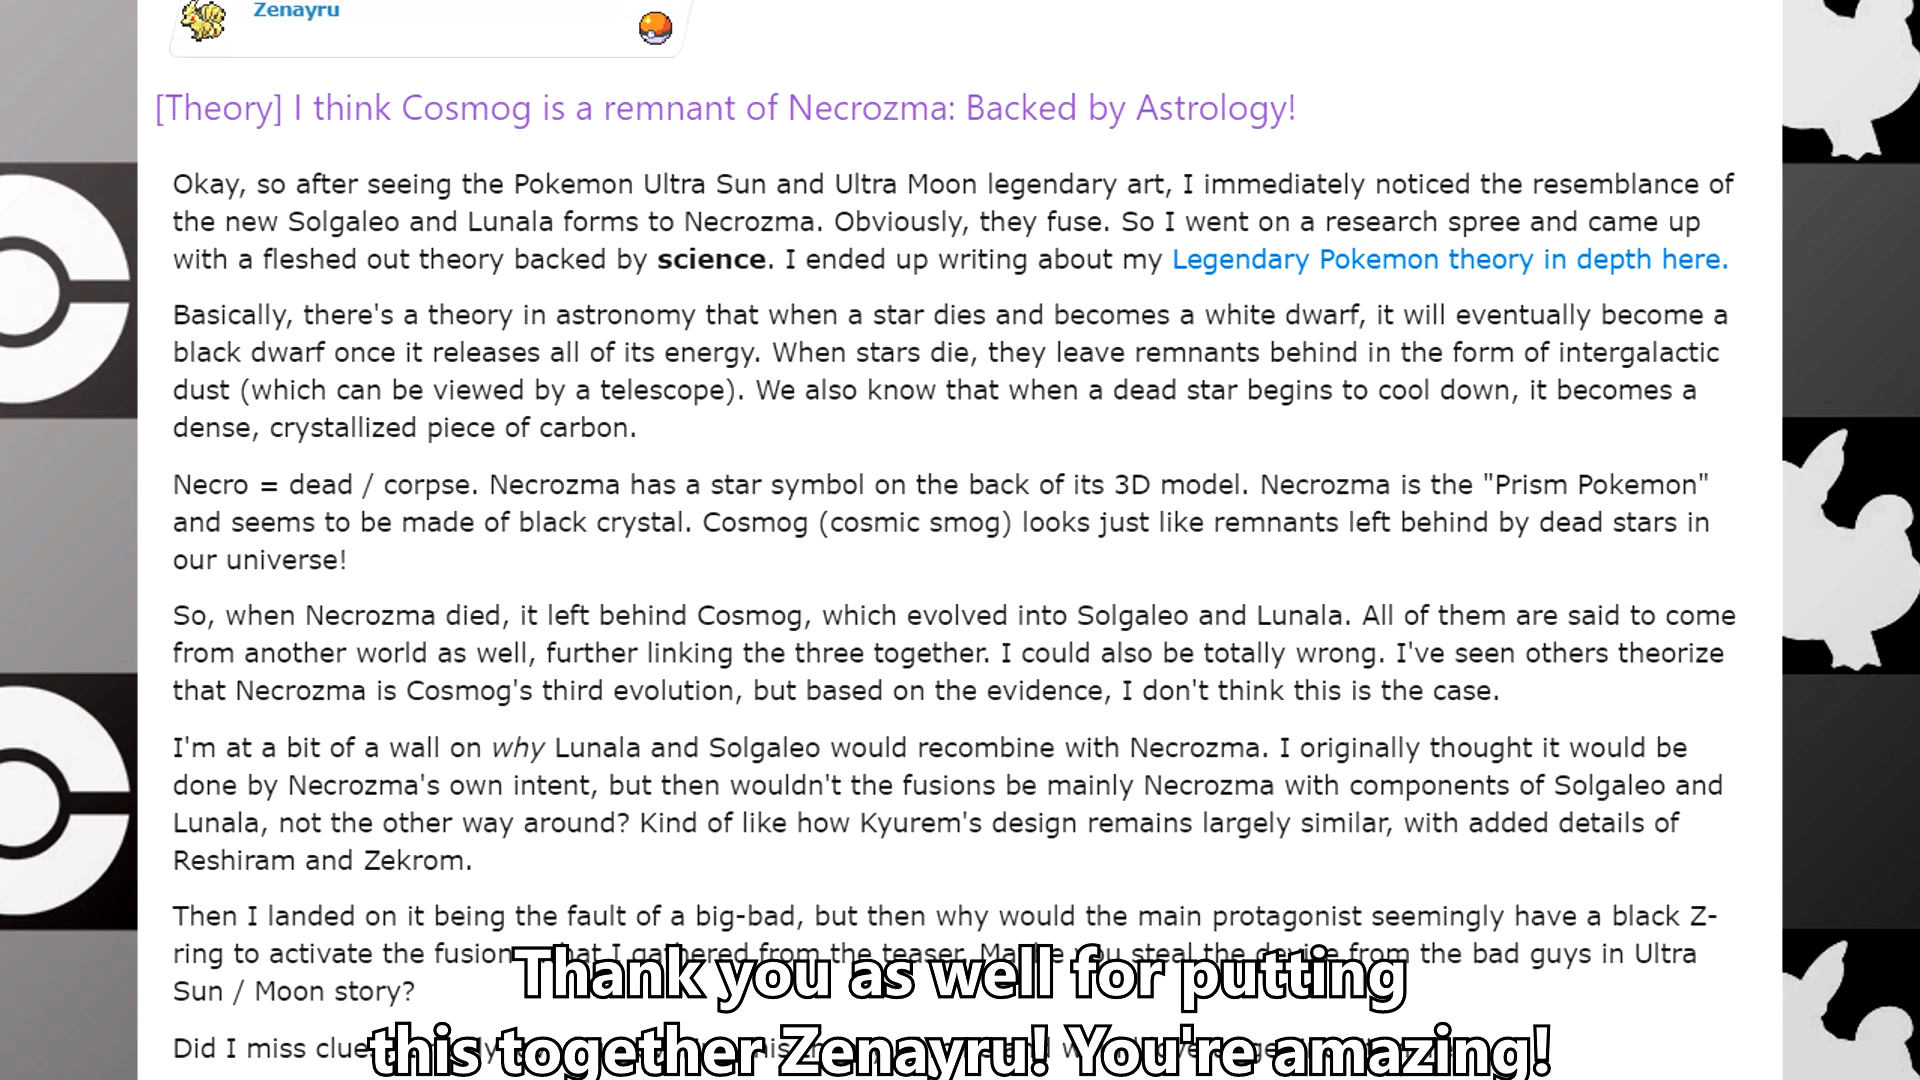 Zenayru
[Theory] I think Cosmog is a remnant of Necrozma: Backed by Astrology!
Okay, so after seeing the Pokemon Ultra Sun and Ultra Moon legendary art, I immediately noticed the resemblance of
the new Solgaleo and Lunala forms to Necrozma. Obviously, they fuse. So I went on a research spree and came up
with a fleshed out theory backed by science. I ended up writing about my Legendary Pokemon theory in depth here.
Basically, there's a theory in astronomy that when a star dies and becomes a white dwarf, it will eventually become a
black dwarf once it releases all of its energy. When stars die, they leave remnants behind in the form of intergalactic
dust (which can be viewed by a telescope). We also know that when a dead star begins to cool down, it becomes a
dense, crystallized piece of carbon.
Necro = dead / corpse. Necrozma has a star symbol on the back of its 3D model. Necrozma is the "Prism Pokemon"
and seems to be made of black crystal. Cosmog (cosmic smog) looks just like remnants left behind by dead stars in
our universe!
So, when Necrozma died, it left behind Cosmog, which evolved into Solgaleo and Lunala. All of them are said to come
from another world as well, further linking the three together. I could also be totally wrong. I've seen others theorize
that Necrozma is Cosmog's third evolution, but based on the evidence, I don't think this is the case.
I'm at a bit of a wall on why Lunala and Solgaleo would recombine with Necrozma. I originally thought it would be
done by Necrozma's own intent, but then wouldn't the fusions be mainly Necrozma with components of Solgaleo and
Lunala, not the other way around? Kind of like how Kyurem's design remains largely similar, with added details of
Reshiram and Zekrom.
Then I landed on it being the fault of a big-bad, but then why would the main protagonist seemingly have a black Z-
ring to activate the fusion I gathered from the teaser. steal the device from the bad guys in Ultra
Sun / Moon story?
Did I miss
Thank you as well for putting
this together Zenayru! You're amazing!